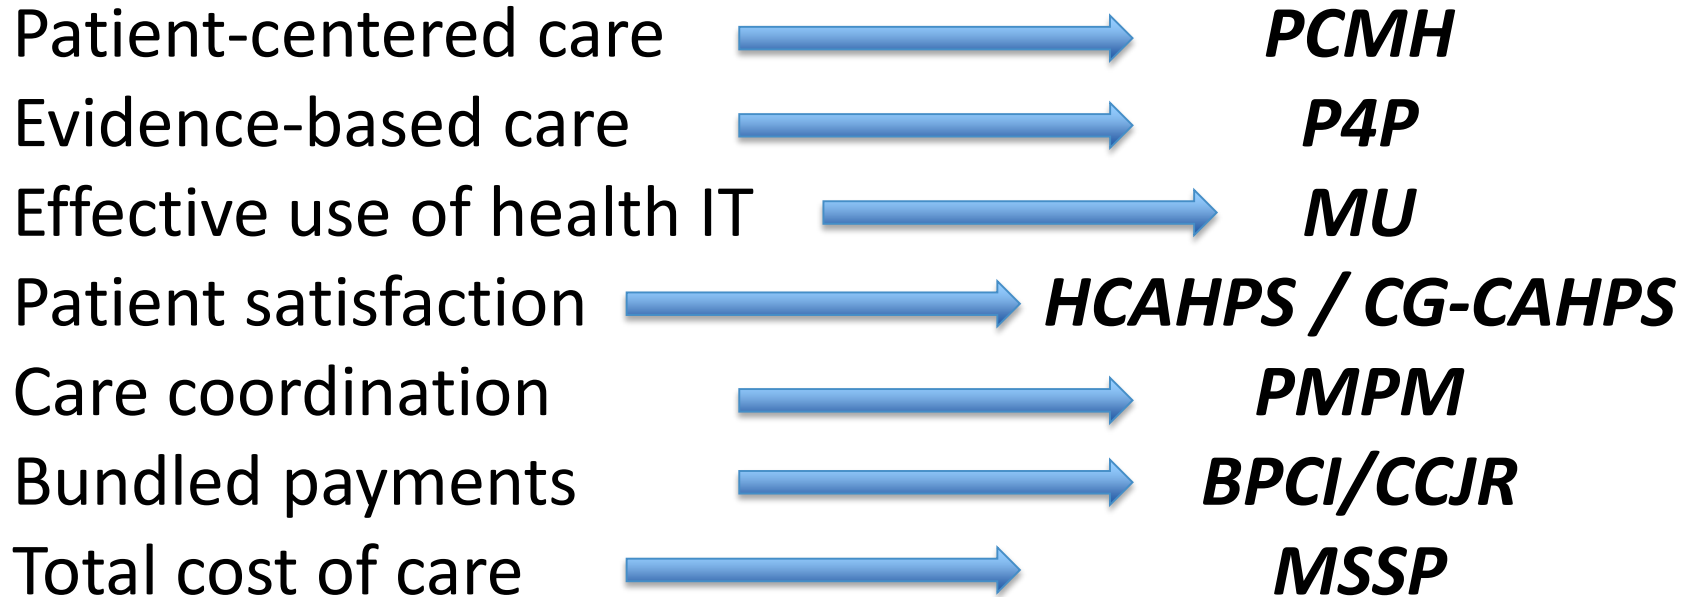 Patient-centered care PCMH
Evidence-based care P4P
Effective use of health IT MU
Patient satisfaction HCAHPS / CG-CAHPS
Care coordination PMPM
Bundled payments BPCI/CCJR
Total cost of care MSSP